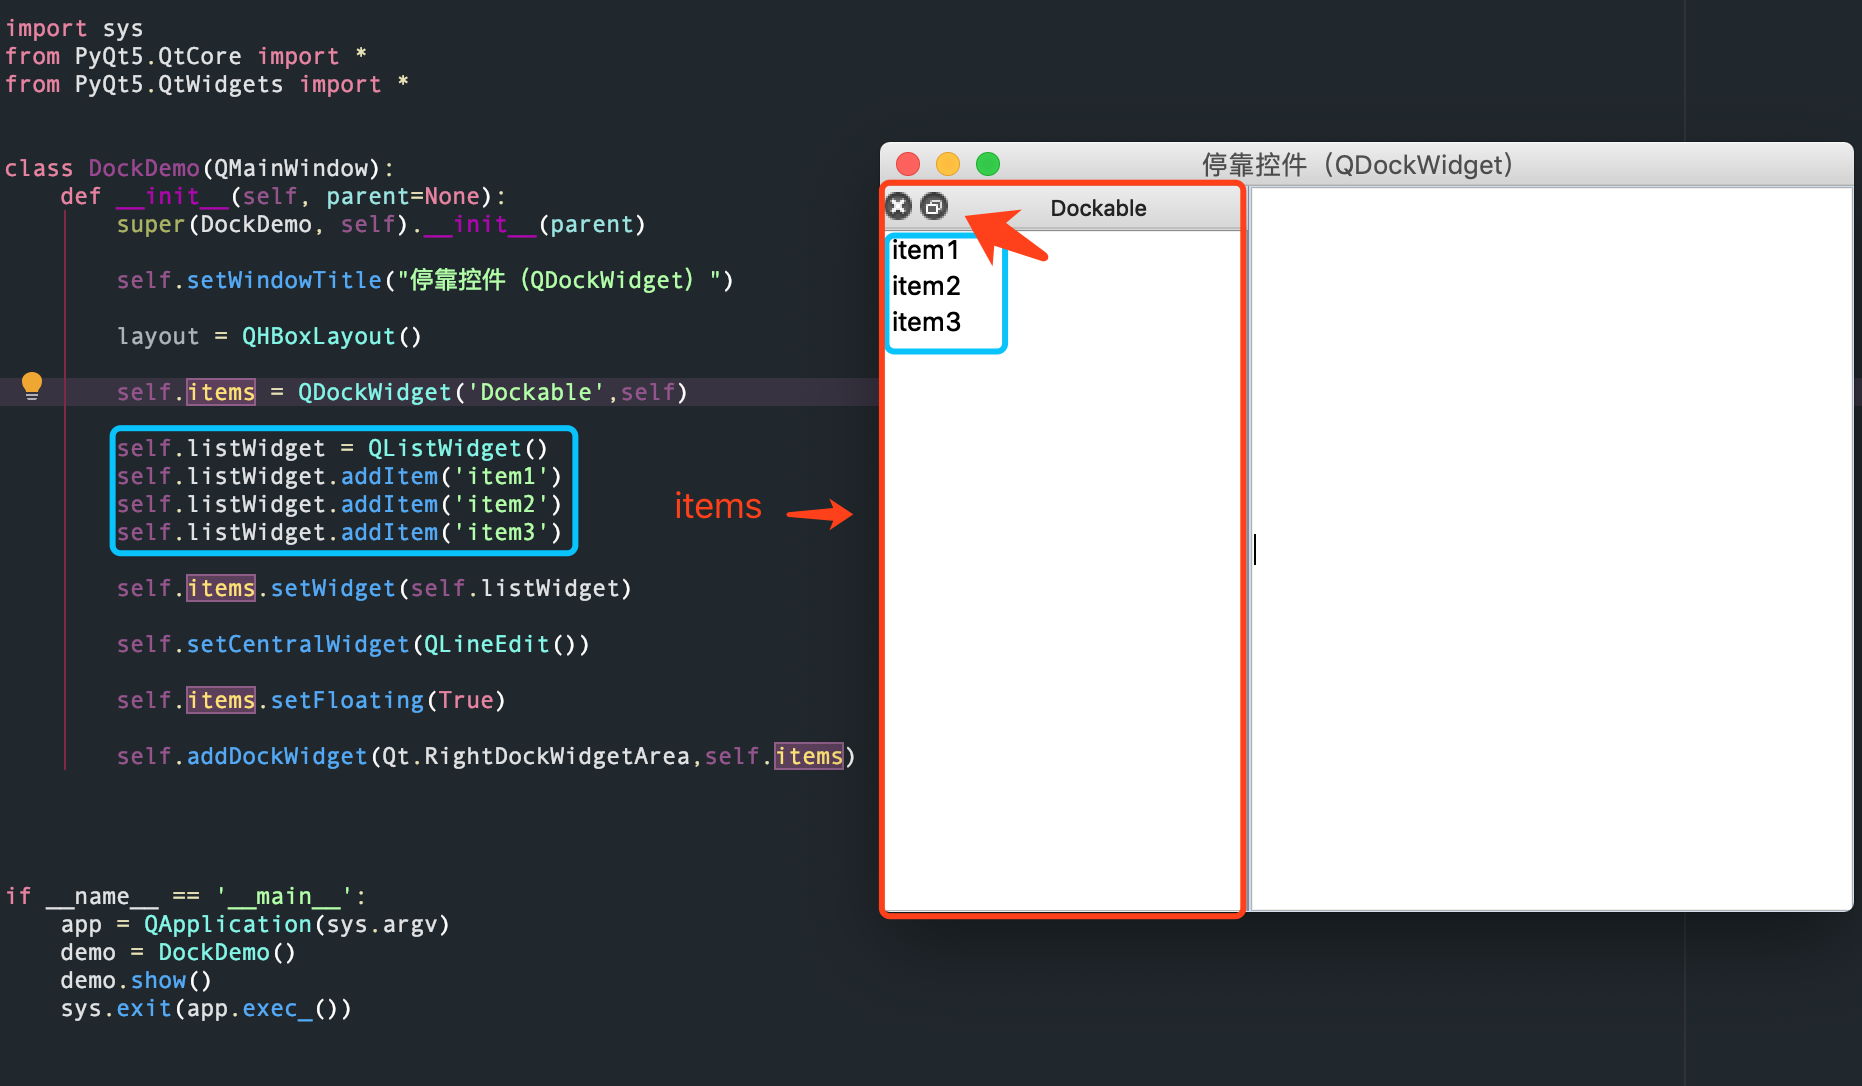 import sys
from PyQt5.QtCore import *
from PyQt5.QtWidgets import *
class DockDemo(QMainWindow):
def __init__(self, parent=None):
super(DockDemo, self).__init__(parent)
self.setWindowTitle("停靠控件（QDockWidget）")
layout = QHBoxLayout()
self.items = QDockWidget('Dockable',self)
self.listWidget = QListWidget()
self.listWidget.addItem('item1')
self.listWidget.addItem('item2')
self.listWidget.addItem('item3')
self.items.setWidget(self.listWidget)
self.setCentralWidget(QLineEdit())
self.items.setFloating(True)
self.addDockWidget(Qt.RightDockWidgetArea,self.items)
if __name__ == '__main__':
app = QApplication(sys.argv)
demo = DockDemo()
demo.show()
sys.exit(app.exec_())
items
停靠控件（QDockWidget）
Dockable
item1
item2
item3